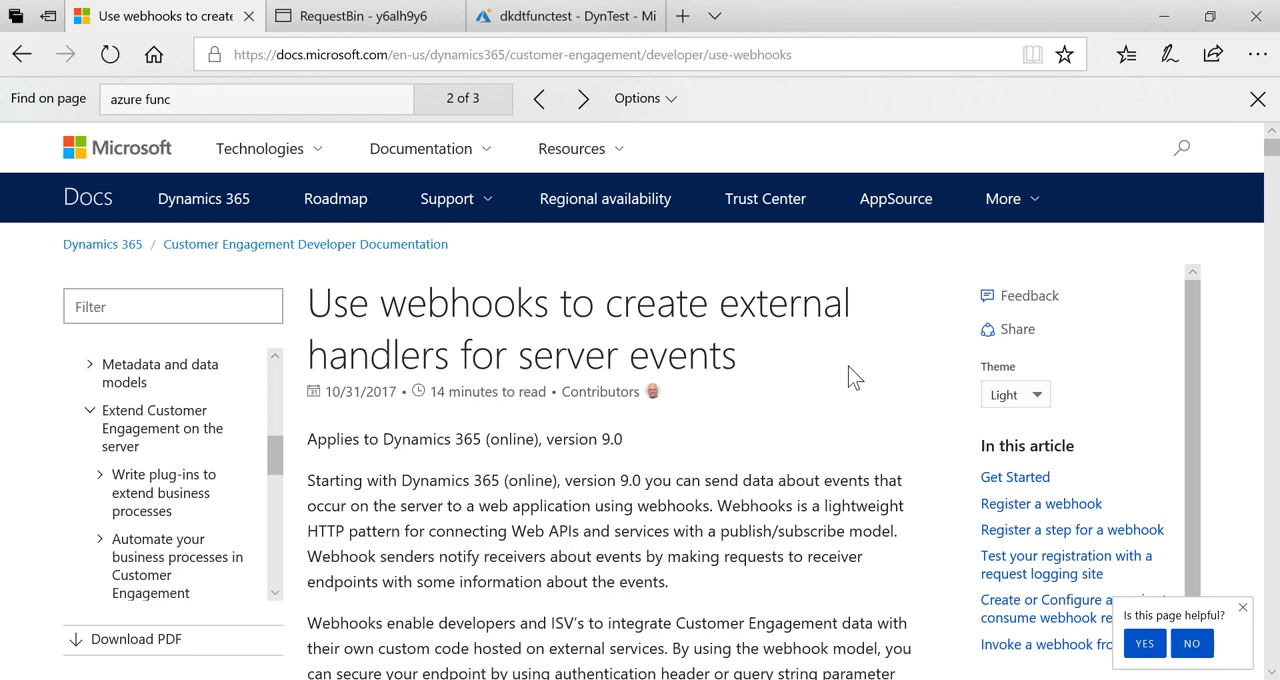 Use webhooks to create
RequestBin - y6alh9y6
dkdtfunctest - DynTest - Mi
https://docs.microsoft.com/en-us/dynamics365/customer-engagement/developer/use-webhooks
Find on page
azure func
2 of 3
Options
Microsoft
Technologies
Documentation
Resources
Docs
Dynamics 365
Roadmap
Support
Regional availability
Trust Center
AppSource
More
Dynamics 365 / Customer Engagement Developer Documentation
Filter
Metadata and data
models
Extend Customer
Engagement on the
server
Write plug-ins to
extend business
processes
Automate your
business processes in
Customer
Engagement
Download PDF
Use webhooks to create external
handlers for server events
10/31/2017 • 14 minutes to read • Contributors
Applies to Dynamics 365 (online), version 9.0
Starting with Dynamics 365 (online), version 9.0 you can send data about events that
occur on the server to a web application using webhooks. Webhooks is a lightweight
HTTP pattern for connecting Web APIs and services with a publish/subscribe model.
Webhook senders notify receivers about events by making requests to receiver
endpoints with some information about the events.
Webhooks enable developers and ISV's to integrate Customer Engagement data with
their own custom code hosted on external services. By using the webhook model, you
can secure your endpoint by using authentication header or query string parameter
Feedback
Share
Theme
Light
In this article
Get Started
Register a webhook
Register a step for a webhook
Test your registration with a
request logging site
Create or Configure a
consume webhook re
Invoke a webhook fro
Is this page helpful?
YES
NO